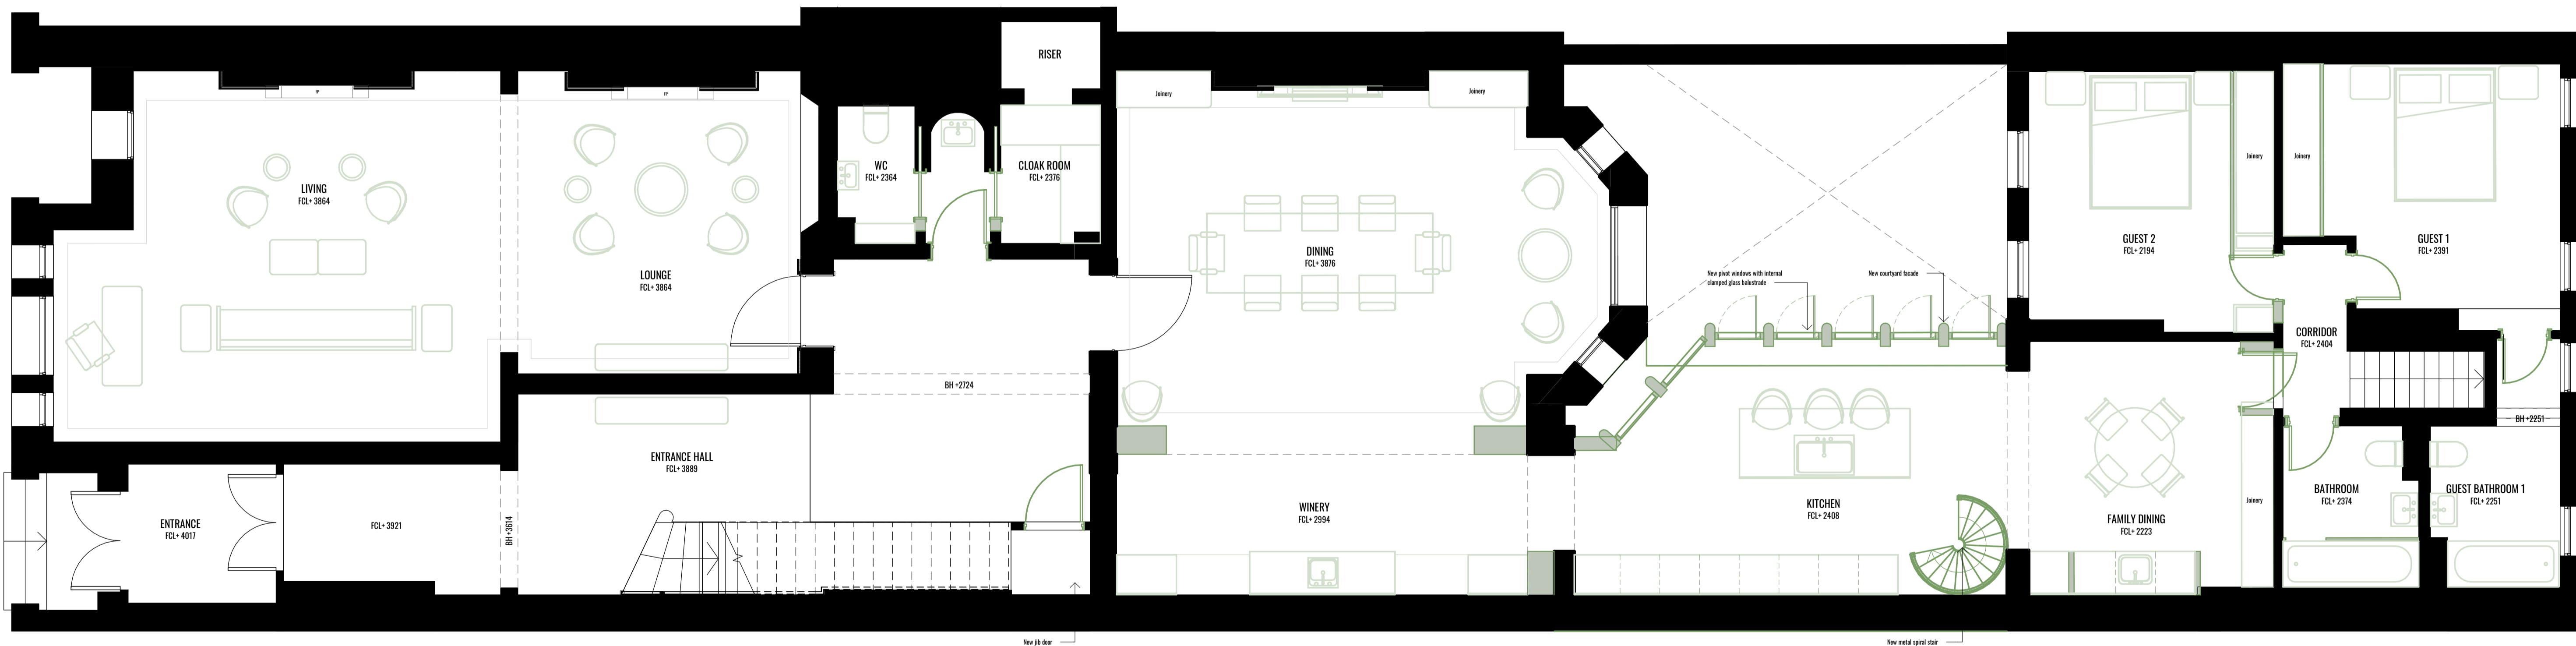 RISER
FP
FP
Joinery
Joinery
Joinery
Joinery
LIVING
FCL+ 3864
LOUNGE
FCL+ 3864
WC
FCL+ 2364
CLOAK ROOM
FCL+ 2376
DINING
FCL+ 3876
New pivot windows with internal
clamped glass balustrade
New courtyard facade
GUEST 2
FCL+ 2194
GUEST 1
FCL+ 2391
CORRIDOR
FCL+ 2404
BH +2724
BH +2251
ENTRANCE HALL
FCL+ 3889
ENTRANCE
FCL+ 4017
FCL+ 3921
BH +3614
WINERY
FCL+ 2994
KITCHEN
FCL+ 2408
FAMILY DINING
FCL+ 2223
Joinery
BATHROOM
FCL+ 2374
GUEST BATHROOM 1
FCL+ 2251
New jib door
New metal spiral stair